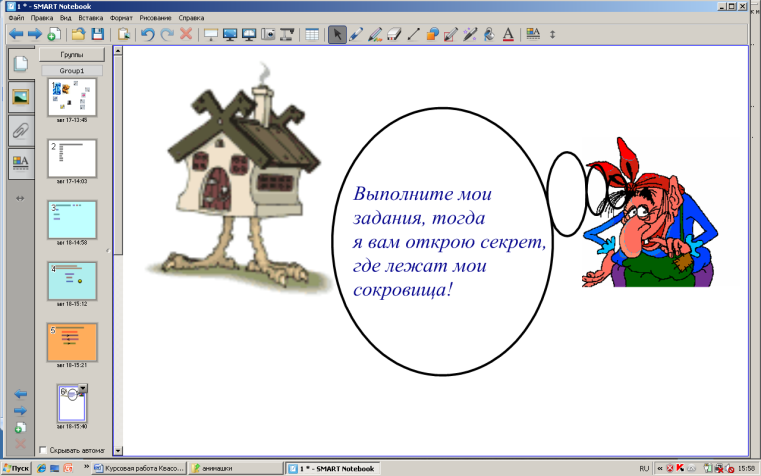 1 * - SMART Notebook
Файл Правка Вид Вставка Формат Рисование Справка
Группы
Group1
1
авг 17-13:45
2
авг 17-14:03
3
авг 18-14:58
4
авг 18-15:12
5
авг 18-15:21
6
авг 18-15:40
Скрывать автомат
Выполните мои
задания, тогда
я вам открою секрет,
где лежат мои
сокровища!
Пуск
Курсовая работа Квасо...
анимашки
1 * - SMART Notebook
RU
15:58